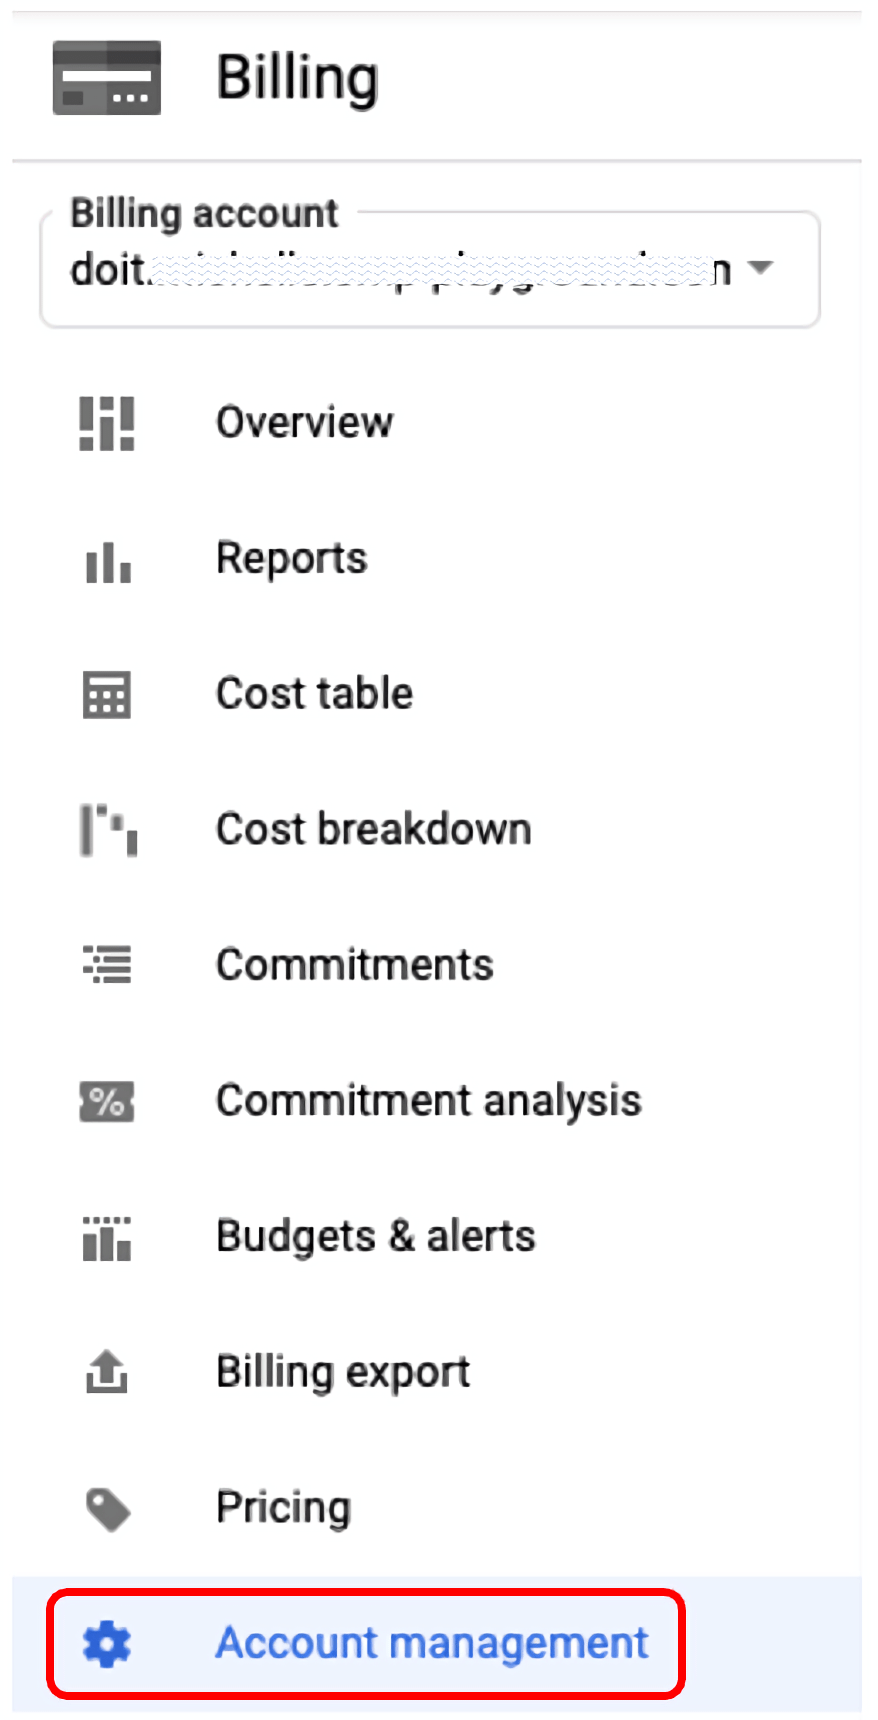 Billing
Billing account
doit.
Overview
Reports
Cost table
Cost breakdown
Commitments
Commitment analysis
Budgets & alerts
Billing export
Pricing
Account management